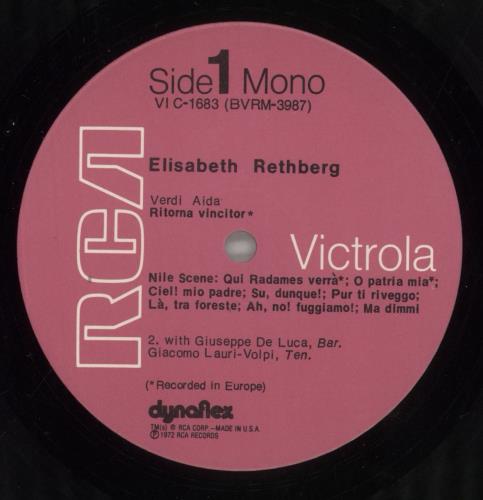 Side 1 Mono
VIC-1683 (BVRM-3987)
Elisabeth Rethberg
Verdi Aida
Ritorna vincitor*
RCA
Victrola
Nile Scene: Qui Radames verrà*; O patria mia*;
Ciel! mio padre; Su, dunque!; Pur ti riveggo;
Là, tra foreste; Ah, no! fuggiamo!; Ma dimmi
2. with Giuseppe De Luca, Bar.
Giacomo Lauri-Volpi, Ten.
(*Recorded in Europe)
dynaflex
TM(s) ® RCA CORP.-MADE IN U.S.A.
Ⓟ 1972 RCA RECORDS